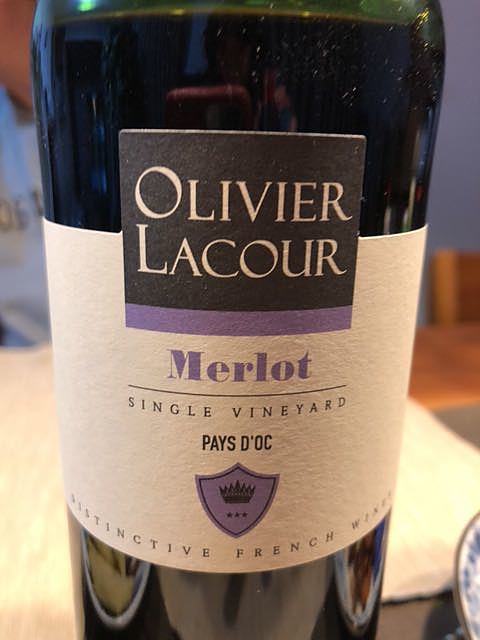 OLIVIER
LACOUR
Merlot
SINGLE VINEYARD
PAYS D'OC
DISTINCTIVE FRENCH WINES